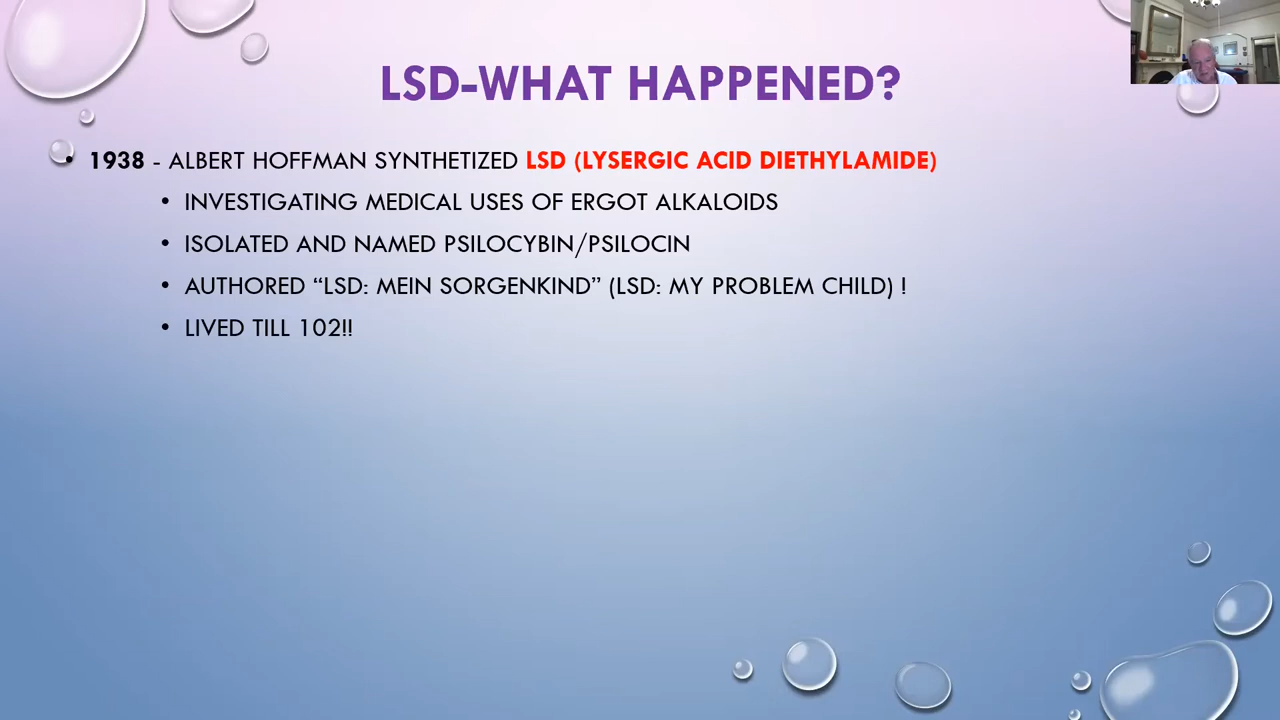 LSD-WHAT HAPPENED?
• 1938 - ALBERT HOFFMAN SYNTHETIZED LSD (LYSERGIC ACID DIETHYLAMIDE)
• INVESTIGATING MEDICAL USES OF ERGOT ALKALOIDS
• ISOLATED AND NAMED PSILOCYBIN/PSILOCIN
• AUTHORED “LSD: MEIN SORGENKIND” (LSD: MY PROBLEM CHILD) !
• LIVED TILL 102!!